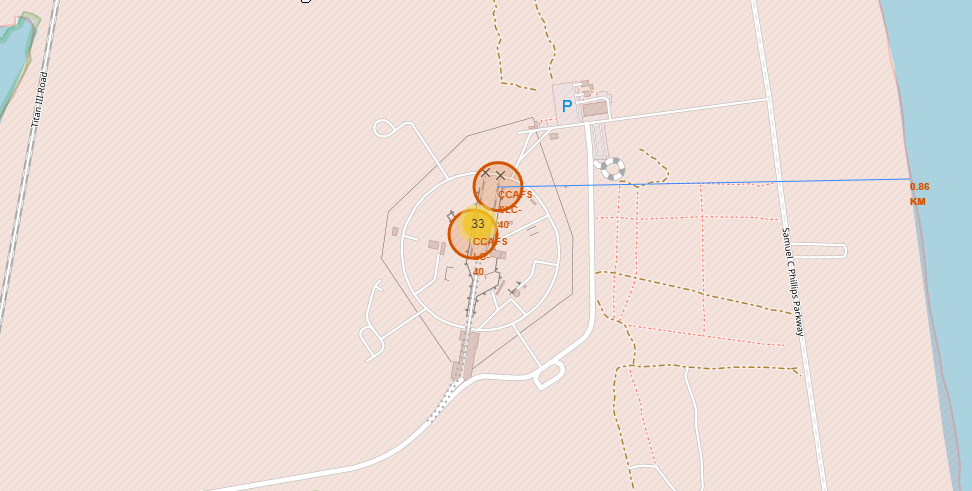 Titan III Road
P
CCAFS
SLC-
40
33
CCAFS
LC-
40
0.86
KM
Samuel C Phillips Parkway